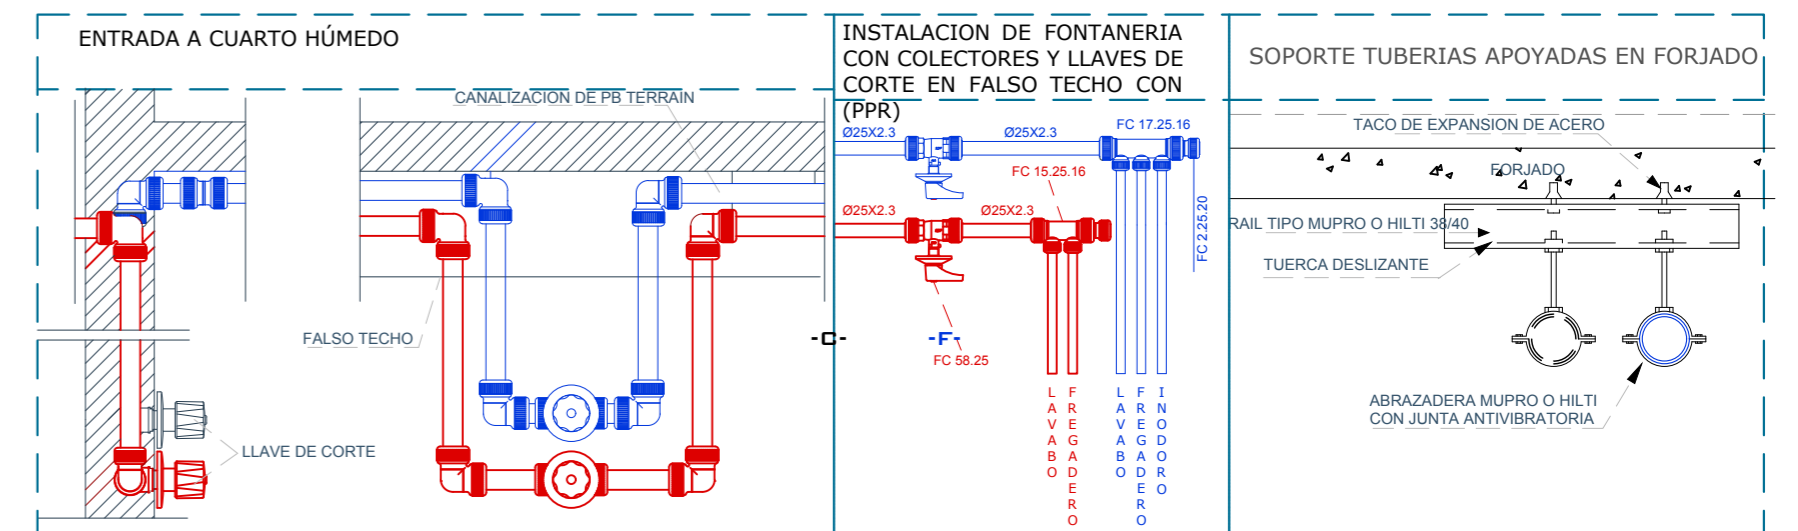 ENTRADA A CUARTO HÚMEDO
CANALIZACION DE PB TERRAIN
FALSO TECHO
LLAVE DE CORTE
INSTALACION DE FONTANERIA
CON COLECTORES Y LLAVES DE
CORTE EN FALSO TECHO CON
(PPR)
Ø25X2.3
Ø25X2.3
FC 17.25.16
FC 15.25.16
Ø25X2.3
Ø25X2.3
FC 2.25.20
-C-
-F-
FC 58.25
LAVABO
FREGADERO
LAVABO
FREGADERO
INODORO
SOPORTE TUBERIAS APOYADAS EN FORJADO
TACO DE EXPANSION DE ACERO
FORJADO
RAIL TIPO MUPRO O HILTI 38/40
TUERCA DESLIZANTE
ABRAZADERA MUPRO O HILTI
CON JUNTA ANTIVIBRATORIA